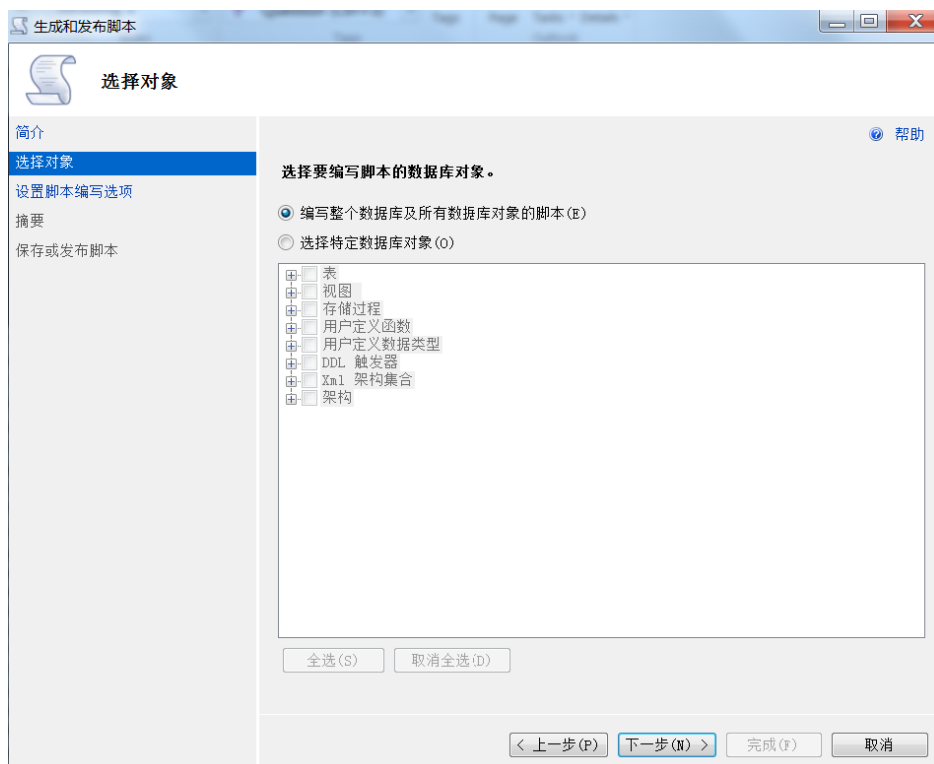 生成和发布脚本
选择对象
简介
帮助
选择对象
设置脚本编写选项
摘要
保存或发布脚本
选择要编写脚本的数据库对象。
编写整个数据库及所有数据库对象的脚本(E)
选择特定数据库对象(O)
表
视图
存储过程
用户定义函数
用户定义数据类型
DDL 触发器
Xml 架构集合
架构
全选(S) 取消全选(D)
< 上一步(P) 下一步(N) > 完成(F) 取消